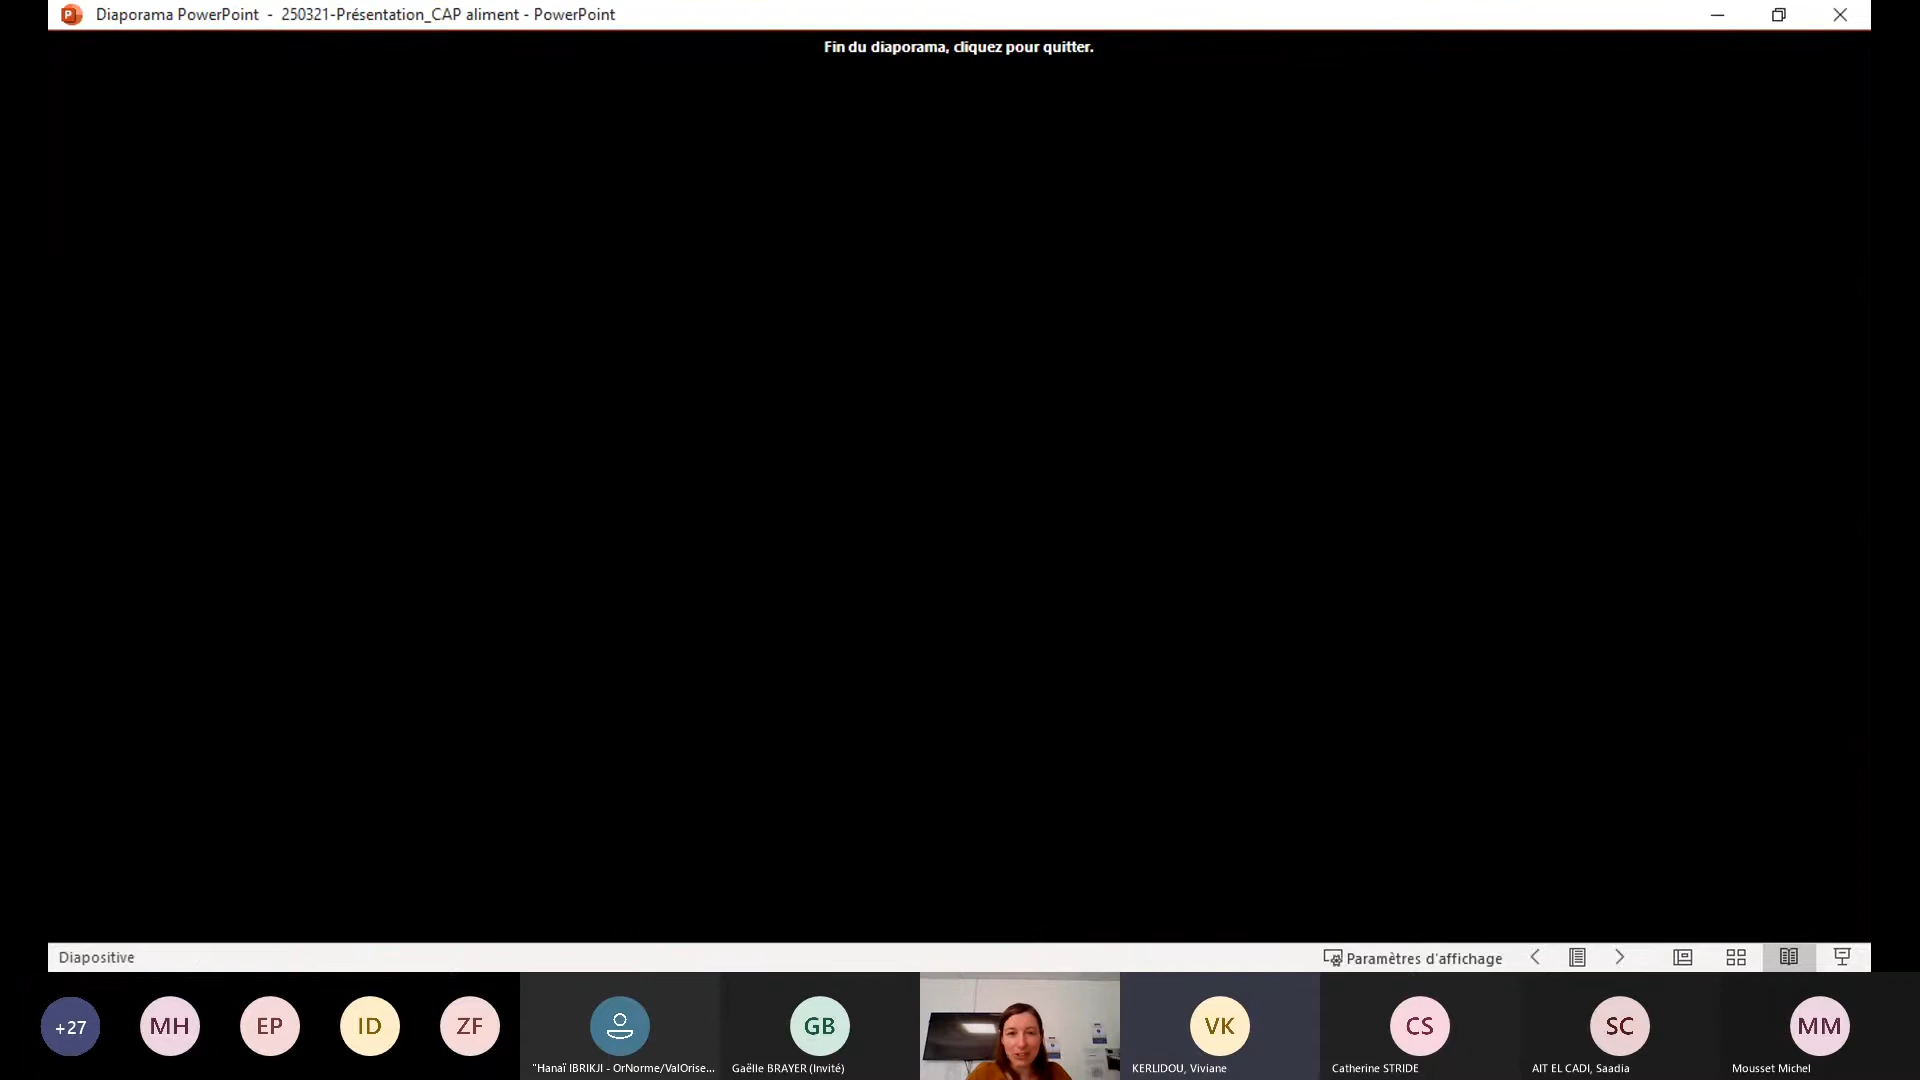 Diaporama PowerPoint - 250321-Présentation_CAP aliment - PowerPoint
Fin du diaporama, cliquez pour quitter.
Diapositive
Paramètres d'affichage
+27
MH
EP
ID
ZF
GB
VK
CS
SC
MM
"Hanaï IBRIKJI - OrNorme/ValOrise...
Gaëlle BRAYER (Invité)
KERLIDOU, Viviane
Catherine STRIDE
AIT EL CADI, Saadia
Mousset Michel